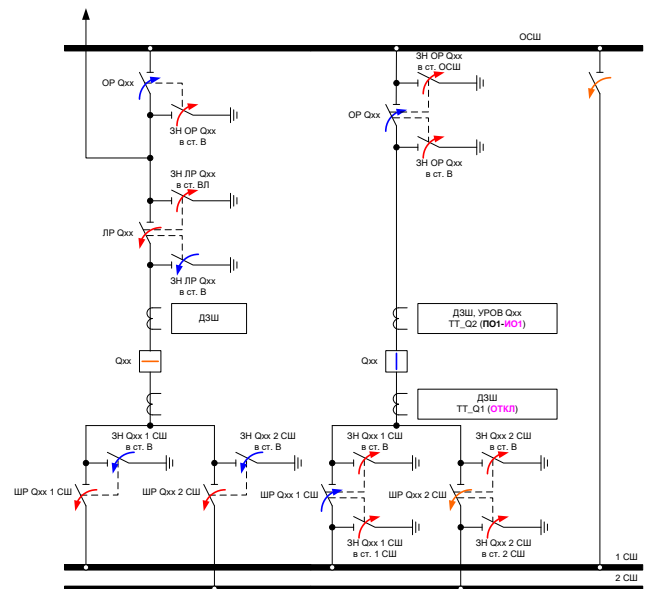 ОСШ
ЗН ОР Qxx
в ст. ОСШ
ОР Qxx
ЗН ОР Qxx
в ст. В
ОР Qxx
ЗН ОР Qxx
в ст. В
ЗН ЛР Qxx
в ст. ВЛ
ЛР Qxx
ЗН ЛР Qxx
в ст. В
ДЗШ
ДЗШ, УРОВ Qxx
ТТ_Q2 (ПО1-ИО1)
Qxx
Qxx
ДЗШ
ТТ_Q1 (ОТКЛ)
ЗН Qxx 1 СШ
в ст. В
ЗН Qxx 2 СШ
в ст. В
ЗН Qxx 1 СШ
в ст. В
ЗН Qxx 2 СШ
в ст. В
ШР Qxx 1 СШ
ШР Qxx 2 СШ
ШР Qxx 1 СШ
ШР Qxx 2 СШ
ЗН Qxx 1 СШ
в ст. 1 СШ
ЗН Qxx 2 СШ
в ст. 2 СШ
1 СШ
2 СШ